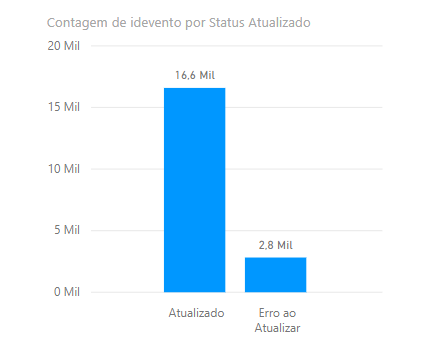 Contagem de idevento por Status Atualizado
20 Mil
16,6 Mil
15 Mil
10 Mil
5 Mil
2,8 Mil
0 Mil
Atualizado
Erro ao
Atualizar